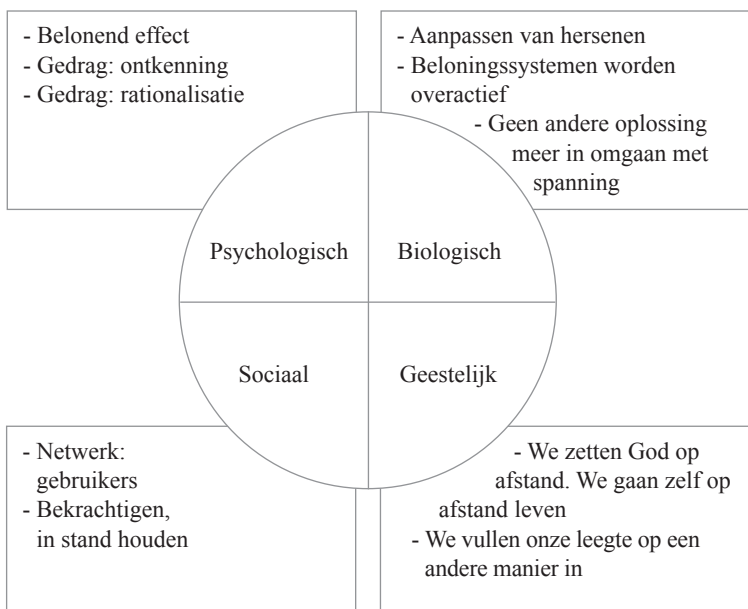 - Belonend effect
- Gedrag: ontkenning
- Gedrag: rationalisatie
- Aanpassen van hersenen
- Beloningssystemen worden
overactief
- Geen andere oplossing
meer in omgaan met
spanning
Psychologisch
Biologisch
Sociaal
Geestelijk
- Netwerk:
gebruikers
- Bekrachtigen,
in stand houden
- We zetten God op
afstand. We gaan zelf op
afstand leven
- We vullen onze leegte op een
andere manier in